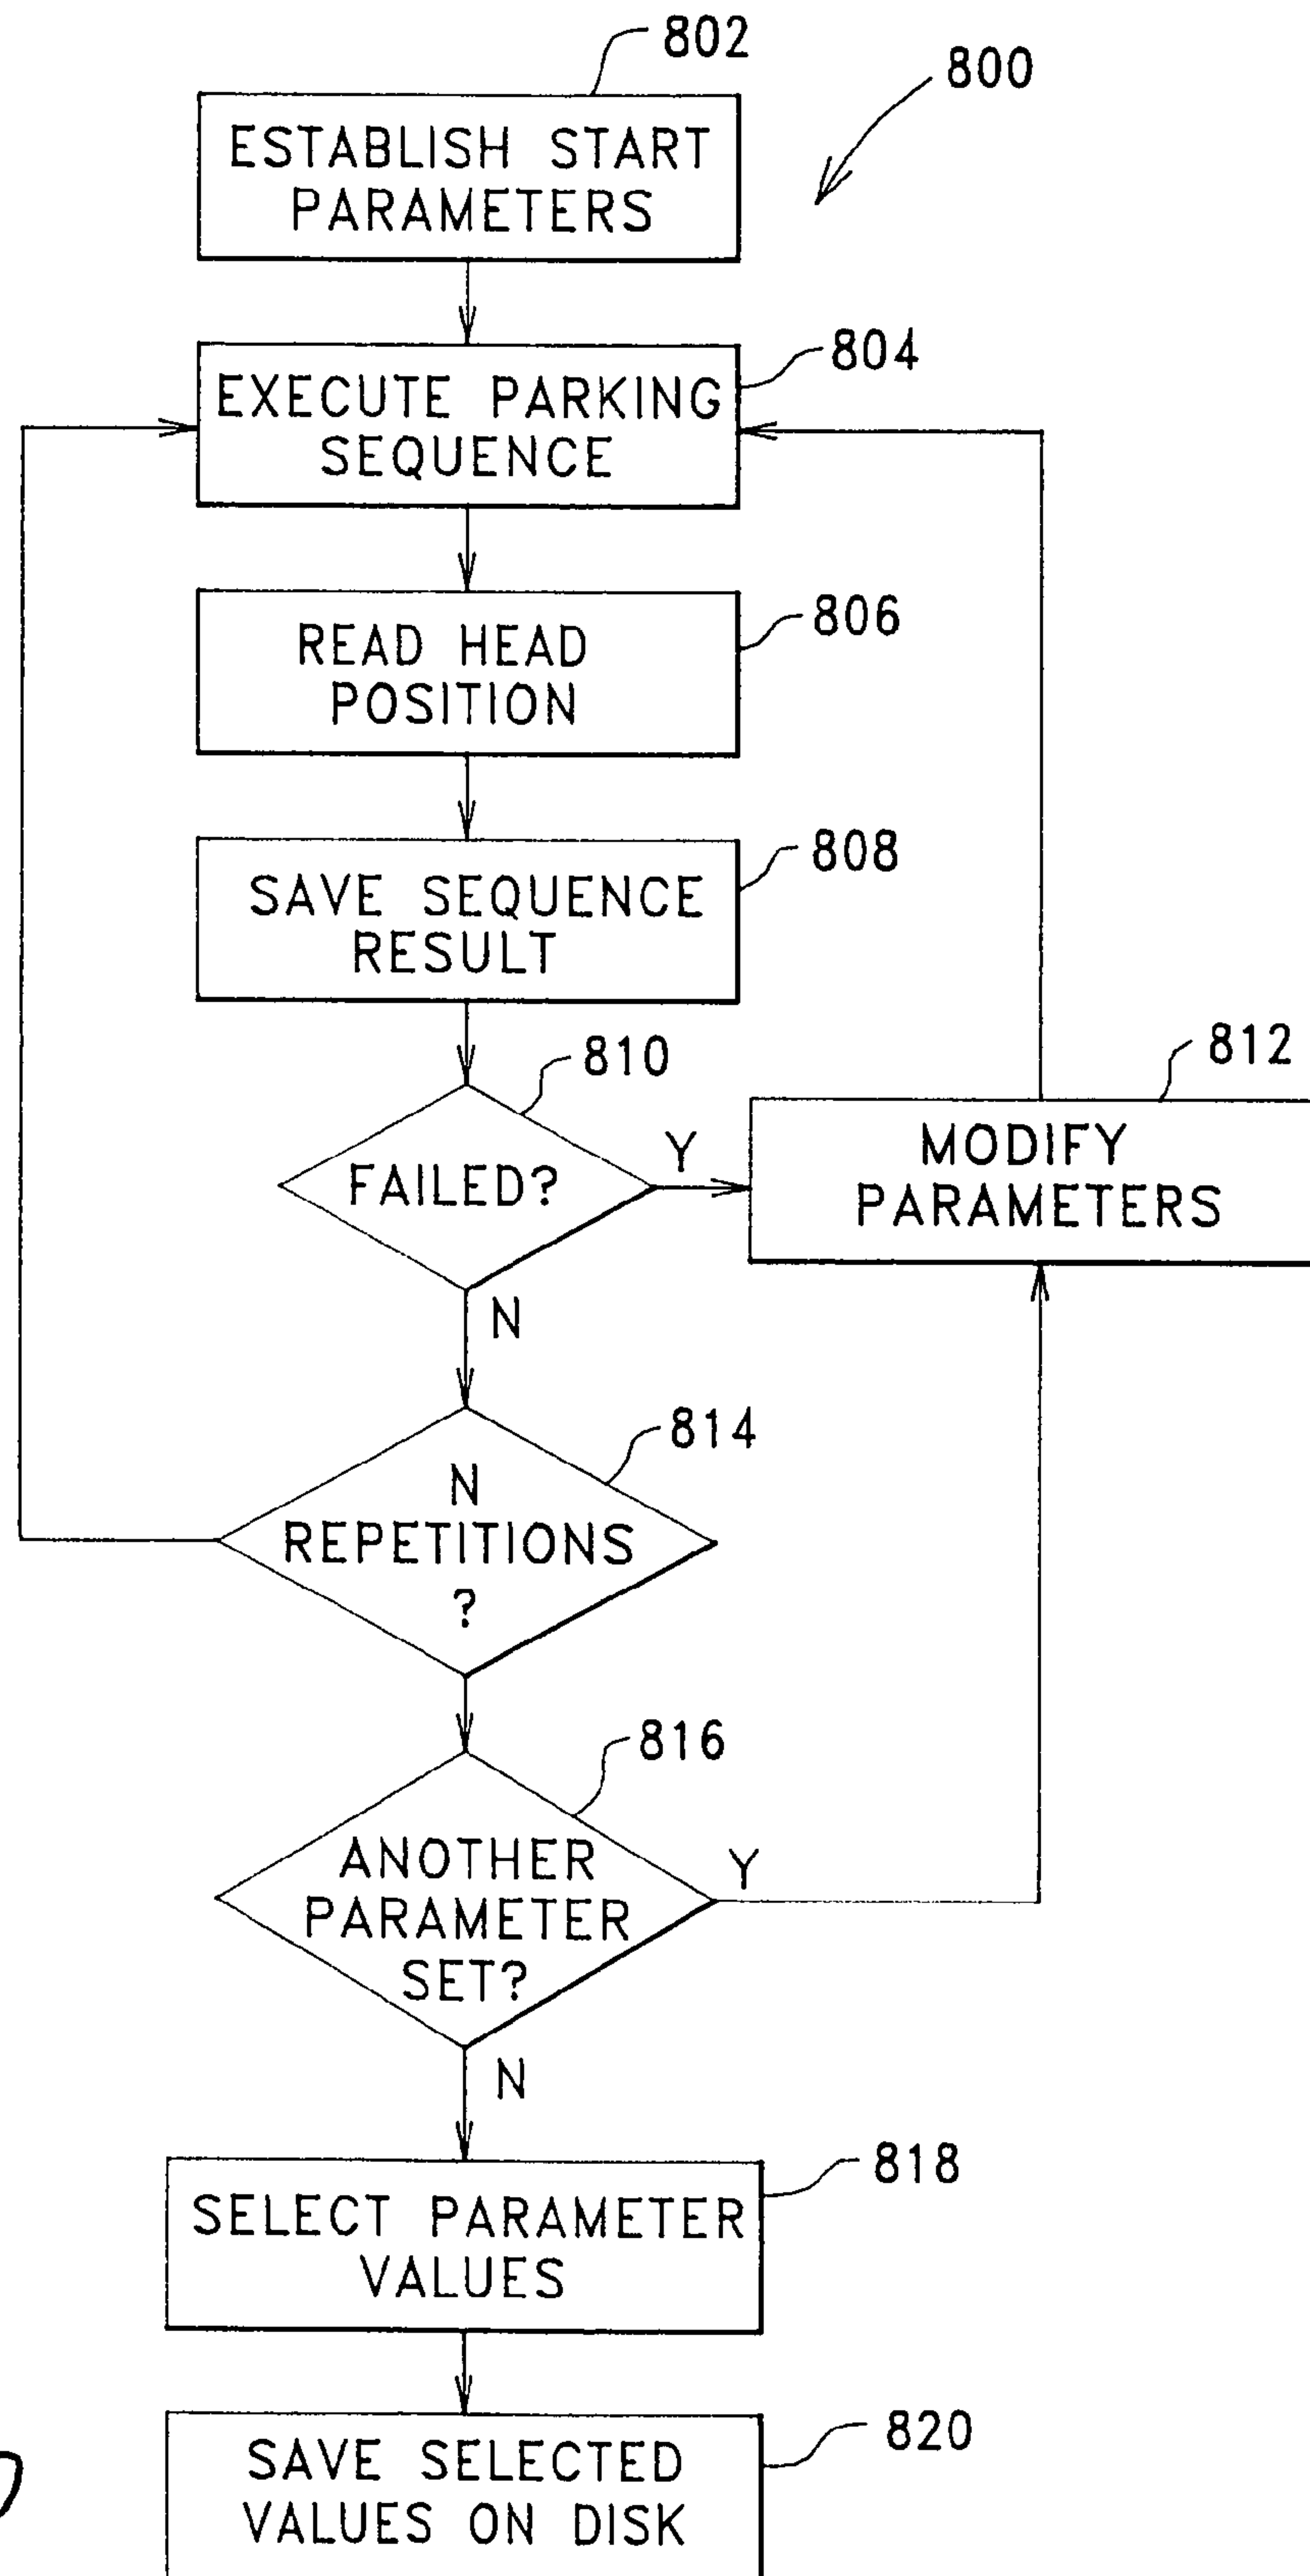 802
800
ESTABLISH START
PARAMETERS
804
EXECUTE PARKING
SEQUENCE
806
READ HEAD
POSITION
808
SAVE SEQUENCE
RESULT
810
812
FAILED?
Y
MODIFY
PARAMETERS
N
814
N
REPETITIONS
?
816
ANOTHER
PARAMETER
SET?
Y
N
818
SELECT PARAMETER
VALUES
820
SAVE SELECTED
VALUES ON DISK